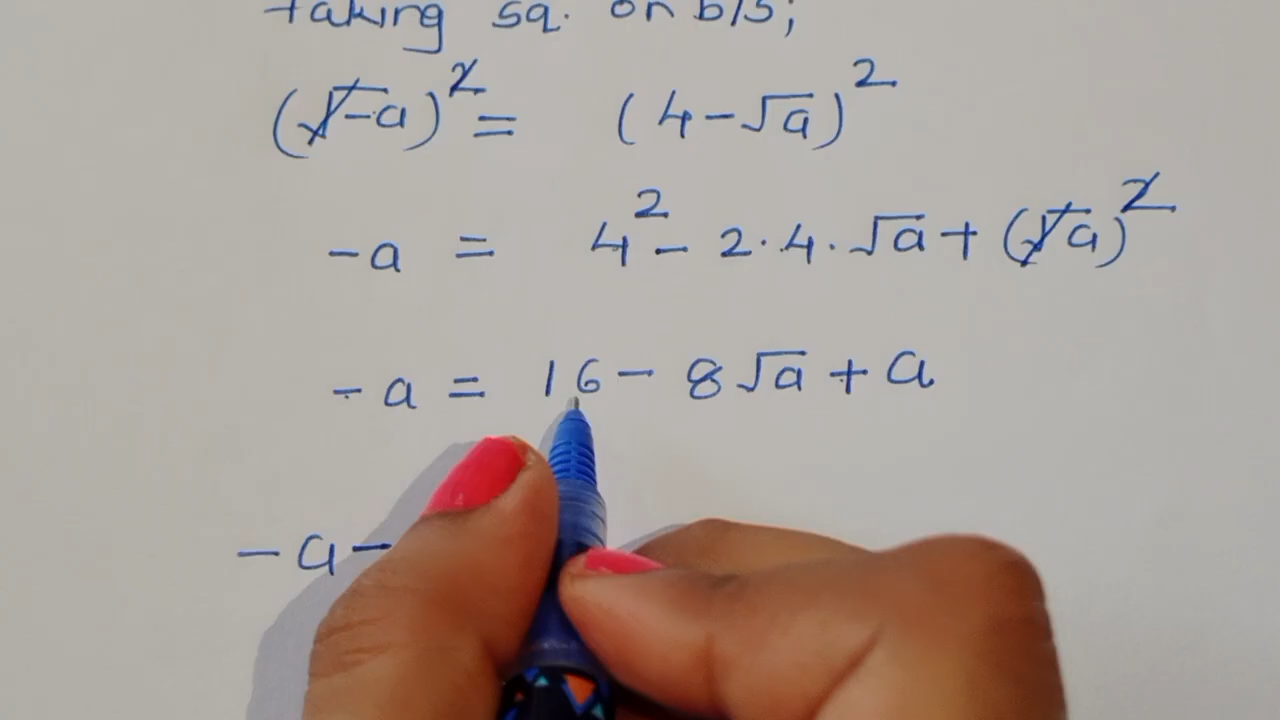 taking sq. on b/s;
(√-a)² = (4-√a)²
-a = 4² - 2·4·√a + (√a)²
-a = 16 - 8√a + a
-a-